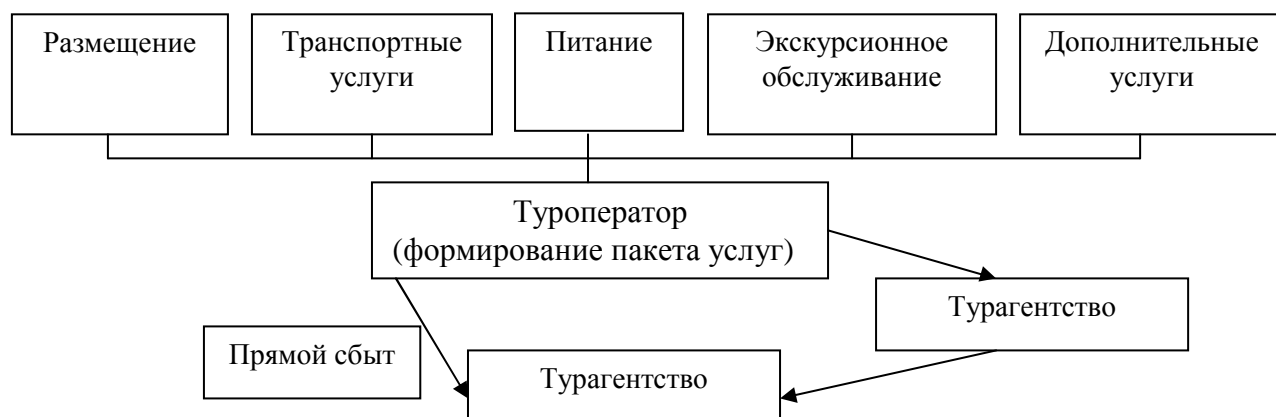 Размещение
Транспортные
услуги
Питание
Экскурсионное
обслуживание
Дополнительные
услуги
Туроператор
(формирование пакета услуг)
Турагентство
Прямой сбыт
Турагентство